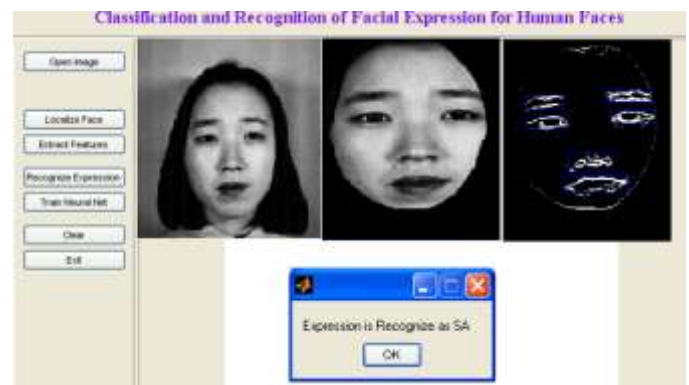 Classification and Recognition of Facial Expression for Human Faces
Open Image
Localize Face
Extract Features
Recognize Expression
Train Neural Net
Clear
Exit
Expression is Recognize as SA
OK